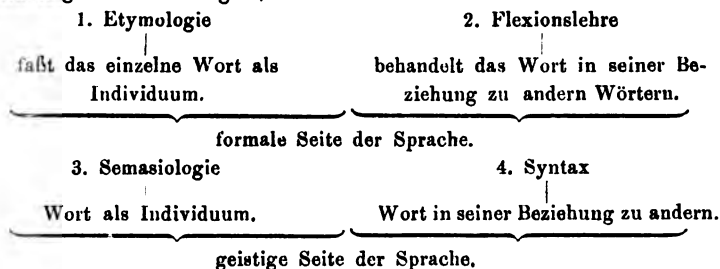 1. Etymologie 2. Flexionslehre
faßt das einzelne Wort als behandelt das Wort in seiner Be-
Individuum. ziehung zu andern Wörtern.
formale Seite der Sprache.
3. Semasiologie 4. Syntax
Wort als Individuum. Wort in seiner Beziehung zu andern.
geistige Seite der Sprache.